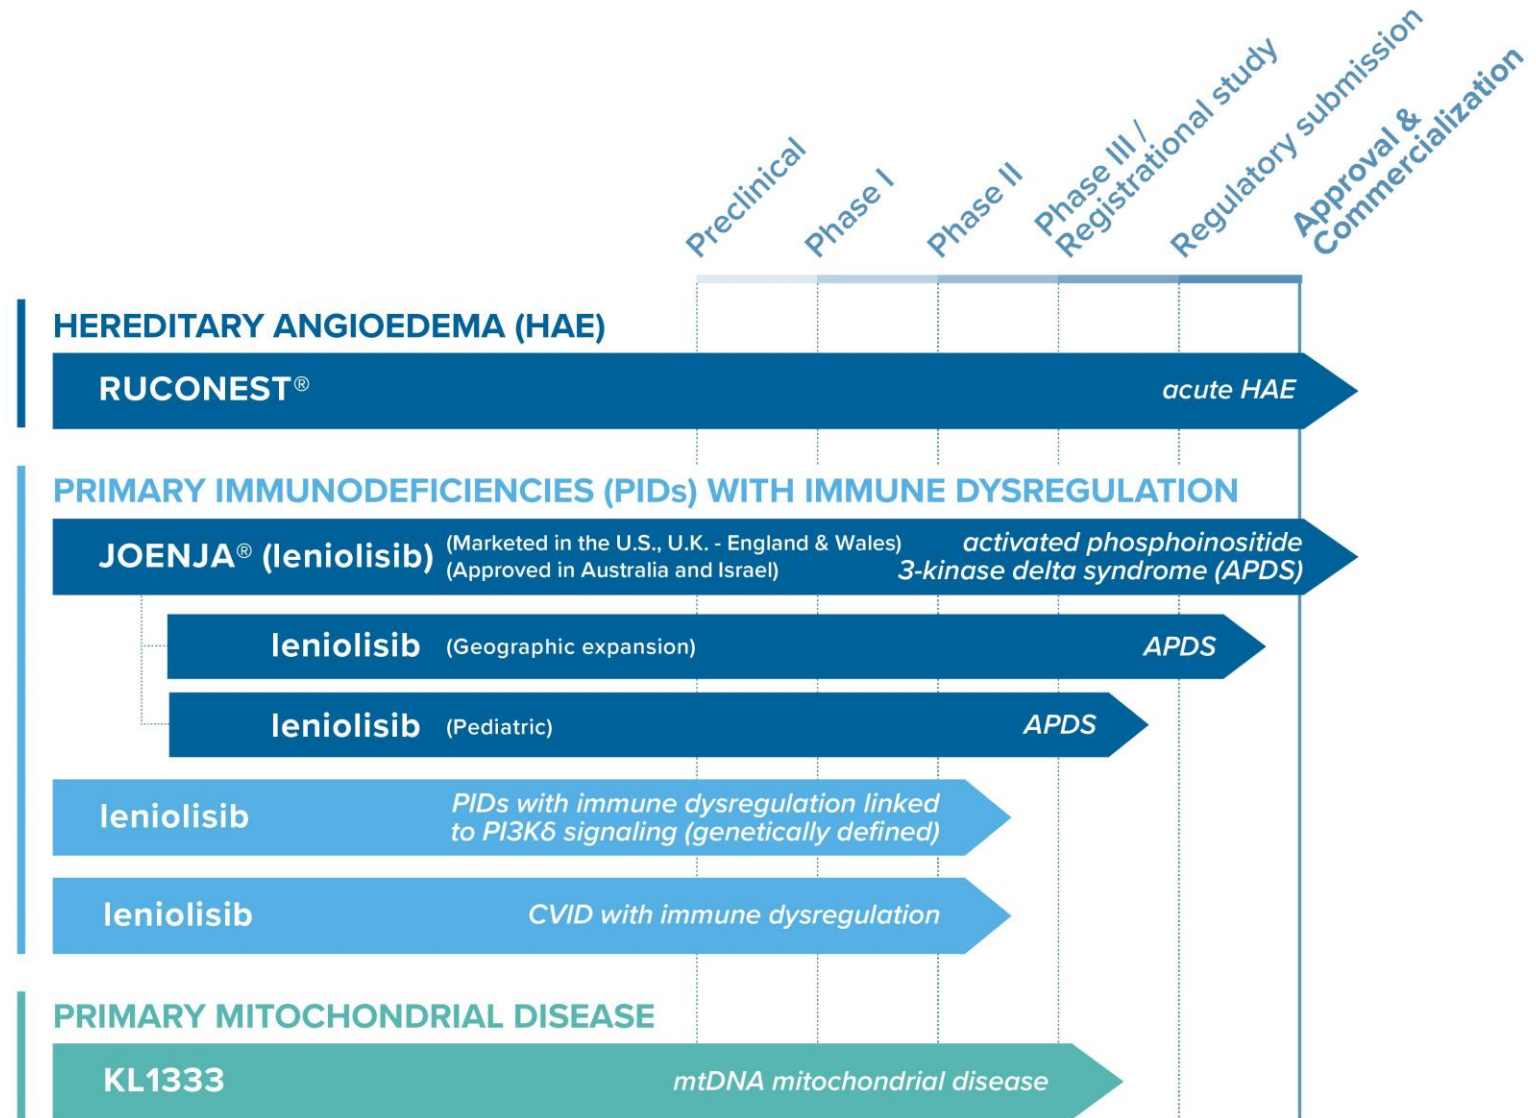 Preclinical
Phase I
Phase II
Phase III /
Registrational study
Regulatory submission
Approval &
Commercialization
HEREDITARY ANGIOEDEMA (HAE)
RUCONEST®
acute HAE
PRIMARY IMMUNODEFICIENCIES (PIDs) WITH IMMUNE DYSREGULATION
JOENJA® (leniolisib)
(Marketed in the U.S., U.K. - England & Wales)
(Approved in Australia and Israel)
activated phosphoinositide
3-kinase delta syndrome (APDS)
leniolisib (Geographic expansion)
APDS
leniolisib (Pediatric)
APDS
leniolisib
PIDs with immune dysregulation linked
to PI3Kδ signaling (genetically defined)
leniolisib
CVID with immune dysregulation
PRIMARY MITOCHONDRIAL DISEASE
KL1333
mtDNA mitochondrial disease